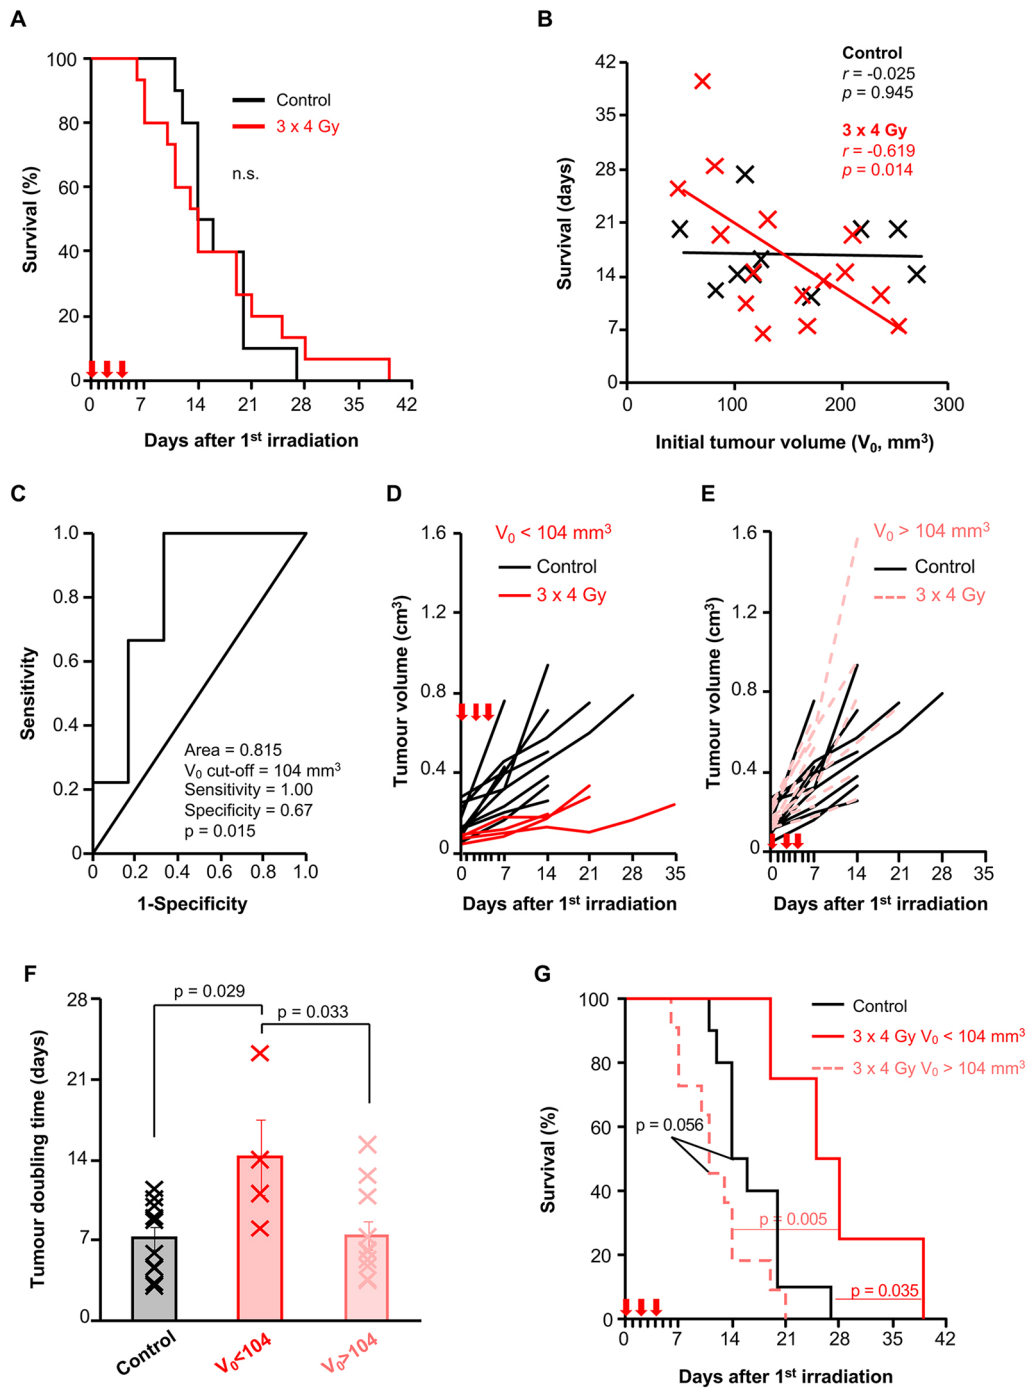 A
100
80
60
40
20
0
Survival (%)
Control
3 x 4 Gy
n.s.
0 7 14 21 28 35 42
Days after 1st irradiation
B
42
35
28
21
14
7
0
Survival (days)
Control
r = -0.025
p = 0.945
3 x 4 Gy
r = -0.619
p = 0.014
0 100 200 300
Initial tumour volume (V0, mm3)
C
1.0
0.8
0.6
0.4
0.2
0
Sensitivity
Area = 0.815
V0 cut-off = 104 mm3
Sensitivity = 1.00
Specificity = 0.67
p = 0.015
0 0.2 0.4 0.6 0.8 1.0
1-Specificity
D
1.6
1.2
0.8
0.4
0
Tumour volume (cm3)
V0 < 104 mm3
Control
3 x 4 Gy
0 7 14 21 28 35
Days after 1st irradiation
E
1.6
1.2
0.8
0.4
0
Tumour volume (cm3)
V0 > 104 mm3
Control
3 x 4 Gy
0 7 14 21 28 35
Days after 1st irradiation
F
28
21
14
7
0
Tumour doubling time (days)
p = 0.029
p = 0.033
Control
V0<104
V0>104
G
100
80
60
40
20
0
Survival (%)
Control
3 x 4 Gy V0 < 104 mm3
3 x 4 Gy V0 > 104 mm3
p = 0.056
p = 0.005
p = 0.035
0 7 14 21 28 35 42
Days after 1st irradiation